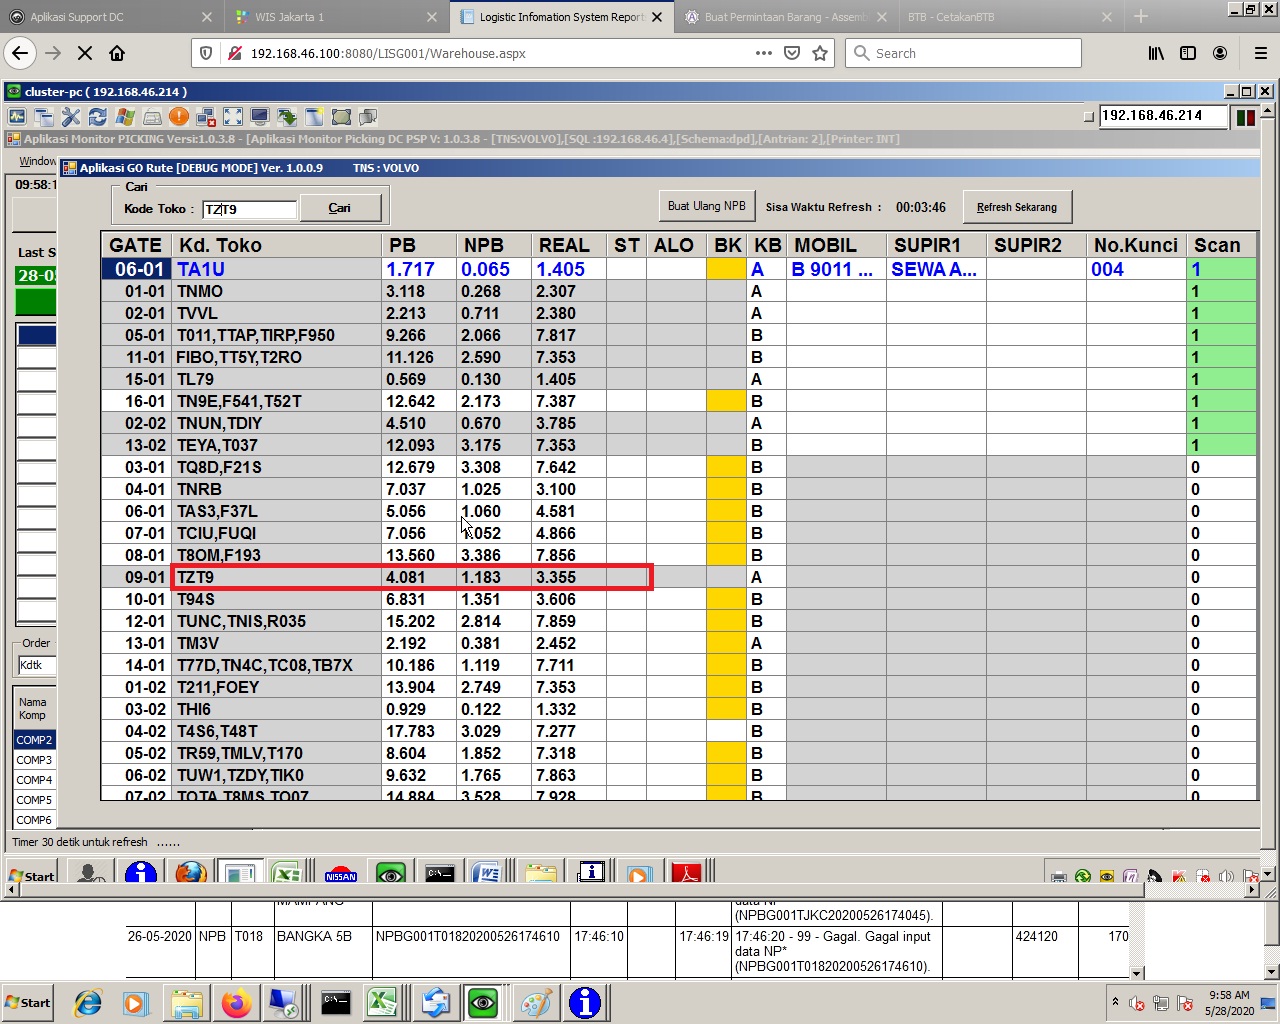 Aplikasi Support DC
WIS Jakarta 1
Logistic Infomation System Report
Buat Permintaan Barang - Assemb
BTB - CetakanBTB
192.168.46.100:8080/LISG001/Warehouse.aspx
Search
cluster-pc ( 192.168.46.214 )
192.168.46.214
Aplikasi Monitor PICKING Versi:1.0.3.8 - [Aplikasi Monitor Picking DC PSP V: 1.0.3.8 - [TNS:VOLVO],[SQL :192.168.46.4],[Schema:dpd],[Antrian: 2],[Printer: INT]
Window
Aplikasi GO Rute [DEBUG MODE] Ver. 1.0.0.9 TNS : VOLVO
09:58:1
Cari
Kode Toko : TZT9 Cari
Buat Ulang NPB Sisa Waktu Refresh : 00:03:46 Refresh Sekarang
Last S
28-0
GATE Kd. Toko PB NPB REAL ST ALO BK KB MOBIL SUPIR1 SUPIR2 No.Kunci Scan
06-01 TA1U 1.717 0.065 1.405 A B 9011 ... SEWA A... 004 1
01-01 TNMO 3.118 0.268 2.307 A 1
02-01 TVVL 2.213 0.711 2.380 A 1
05-01 T011,TTAP,TIRP,F950 9.266 2.066 7.817 B 1
11-01 FIBO,TT5Y,T2RO 11.126 2.590 7.353 B 1
15-01 TL79 0.569 0.130 1.405 A 1
16-01 TN9E,F541,T52T 12.642 2.173 7.387 B 1
02-02 TNUN,TDIY 4.510 0.670 3.785 A 1
13-02 TEYA,T037 12.093 3.175 7.353 B 1
03-01 TQ8D,F21S 12.679 3.308 7.642 B 0
04-01 TNRB 7.037 1.025 3.100 B 0
06-01 TAS3,F37L 5.056 1.060 4.581 B 0
07-01 TCIU,FUQI 7.056 .052 4.866 B 0
08-01 T8OM,F193 13.560 3.386 7.856 B 0
09-01 TZT9 4.081 1.183 3.355 A 0
10-01 T94S 6.831 1.351 3.606 B 0
12-01 TUNC,TNIS,R035 15.202 2.814 7.859 B 0
13-01 TM3V 2.192 0.381 2.452 A 0
14-01 T77D,TN4C,TC08,TB7X 10.186 1.119 7.711 B 0
01-02 T211,FOEY 13.904 2.749 7.353 B 0
03-02 THI6 0.929 0.122 1.332 A 0
04-02 T4S6,T48T 17.783 3.029 7.277 B 0
05-02 TR59,TMLV,T170 8.604 1.852 7.318 B 0
06-02 TUW1,TZDY,TIK0 9.632 1.765 7.863 B 0
07-02 TOTA,T8MS,TO07 14.884 3.528 7.928 B 0
Order
Kdtk
Nama
Komp
COMP2
COMP3
COMP4
COMP5
COMP6
Timer 30 detik untuk refresh ......
Start
NISSAN
MAMPANG
data NP
(NPBG001TJKC20200526174045).
26-05-2020 NPB T018 BANGKA 5B NPBG001T01820200526174610 17:46:10 17:46:19 17:46:20 - 99 - Gagal. Gagal input 424120 170
data NP*
(NPBG001T01820200526174610).
Start
9:58 AM
5/28/2020